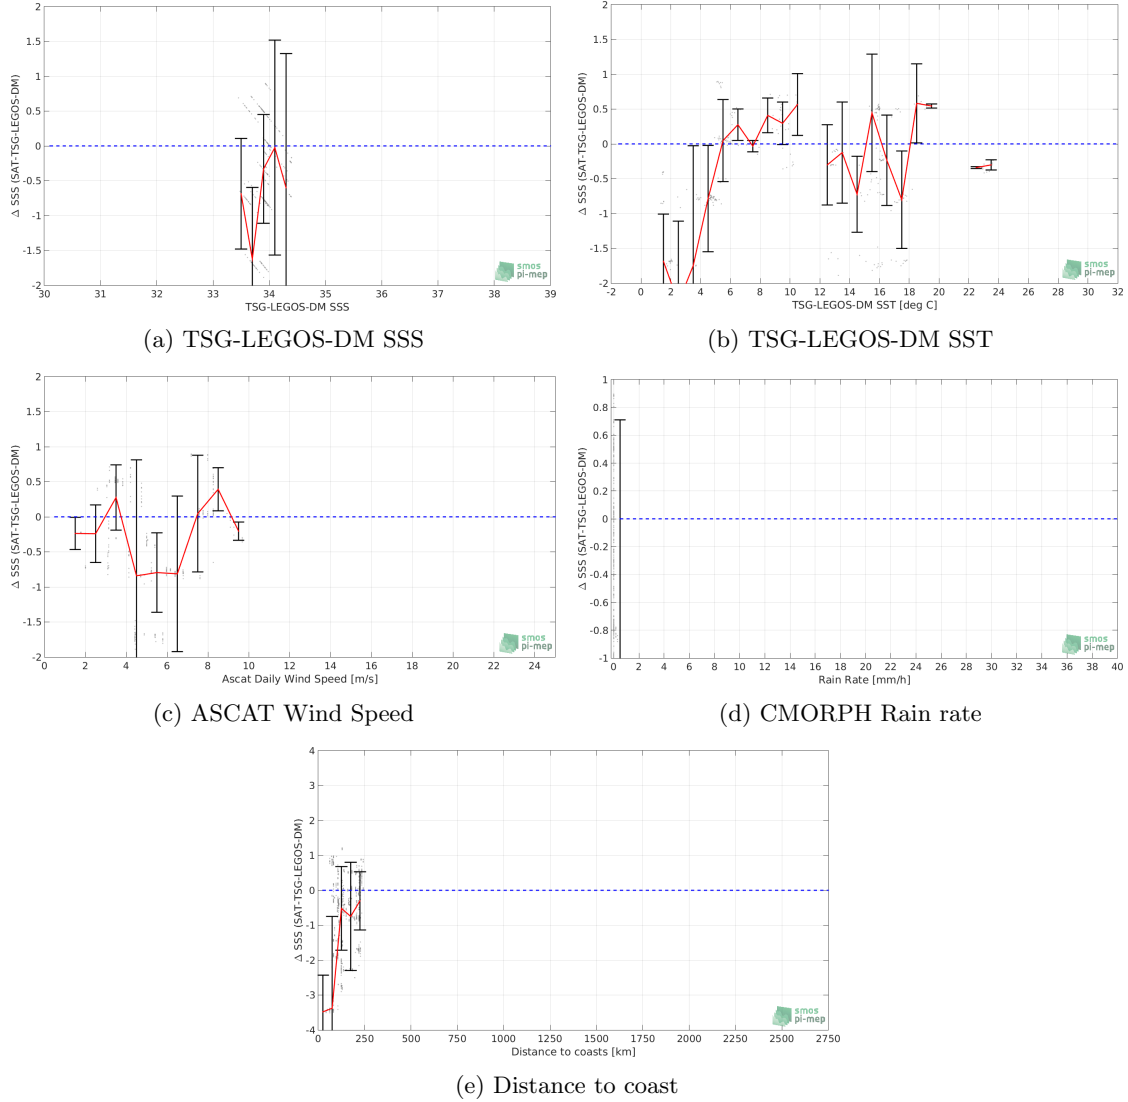 2
1.5
1
0.5
0
-0.5
-1
-1.5
-2
Δ SSS (SAT-TSG-LEGOS-DM)
30 31 32 33 34 35 36 37 38 39
TSG-LEGOS-DM SSS
smos
pi-mep
(a) TSG-LEGOS-DM SSS
2
1.5
1
0.5
0
-0.5
-1
-1.5
-2
Δ SSS (SAT-TSG-LEGOS-DM)
-2 0 2 4 6 8 10 12 14 16 18 20 22 24 26 28 30 32
TSG-LEGOS-DM SST [deg C]
smos
pi-mep
(b) TSG-LEGOS-DM SST
2
1.5
1
0.5
0
-0.5
-1
-1.5
-2
Δ SSS (SAT-TSG-LEGOS-DM)
0 2 4 6 8 10 12 14 16 18 20 22 24
Ascat Daily Wind Speed [m/s]
smos
pi-mep
(c) ASCAT Wind Speed
1
0.8
0.6
0.4
0.2
0
-0.2
-0.4
-0.6
-0.8
-1
Δ SSS (SAT-TSG-LEGOS-DM)
0 2 4 6 8 10 12 14 16 18 20 22 24 26 28 30 32 34 36 38 40
Rain Rate [mm/h]
smos
pi-mep
(d) CMORPH Rain rate
4
3
2
1
0
-1
-2
-3
-4
Δ SSS (SAT-TSG-LEGOS-DM)
0 250 500 750 1000 1250 1500 1750 2000 2250 2500 2750
Distance to coasts [km]
smos
pi-mep
(e) Distance to coast